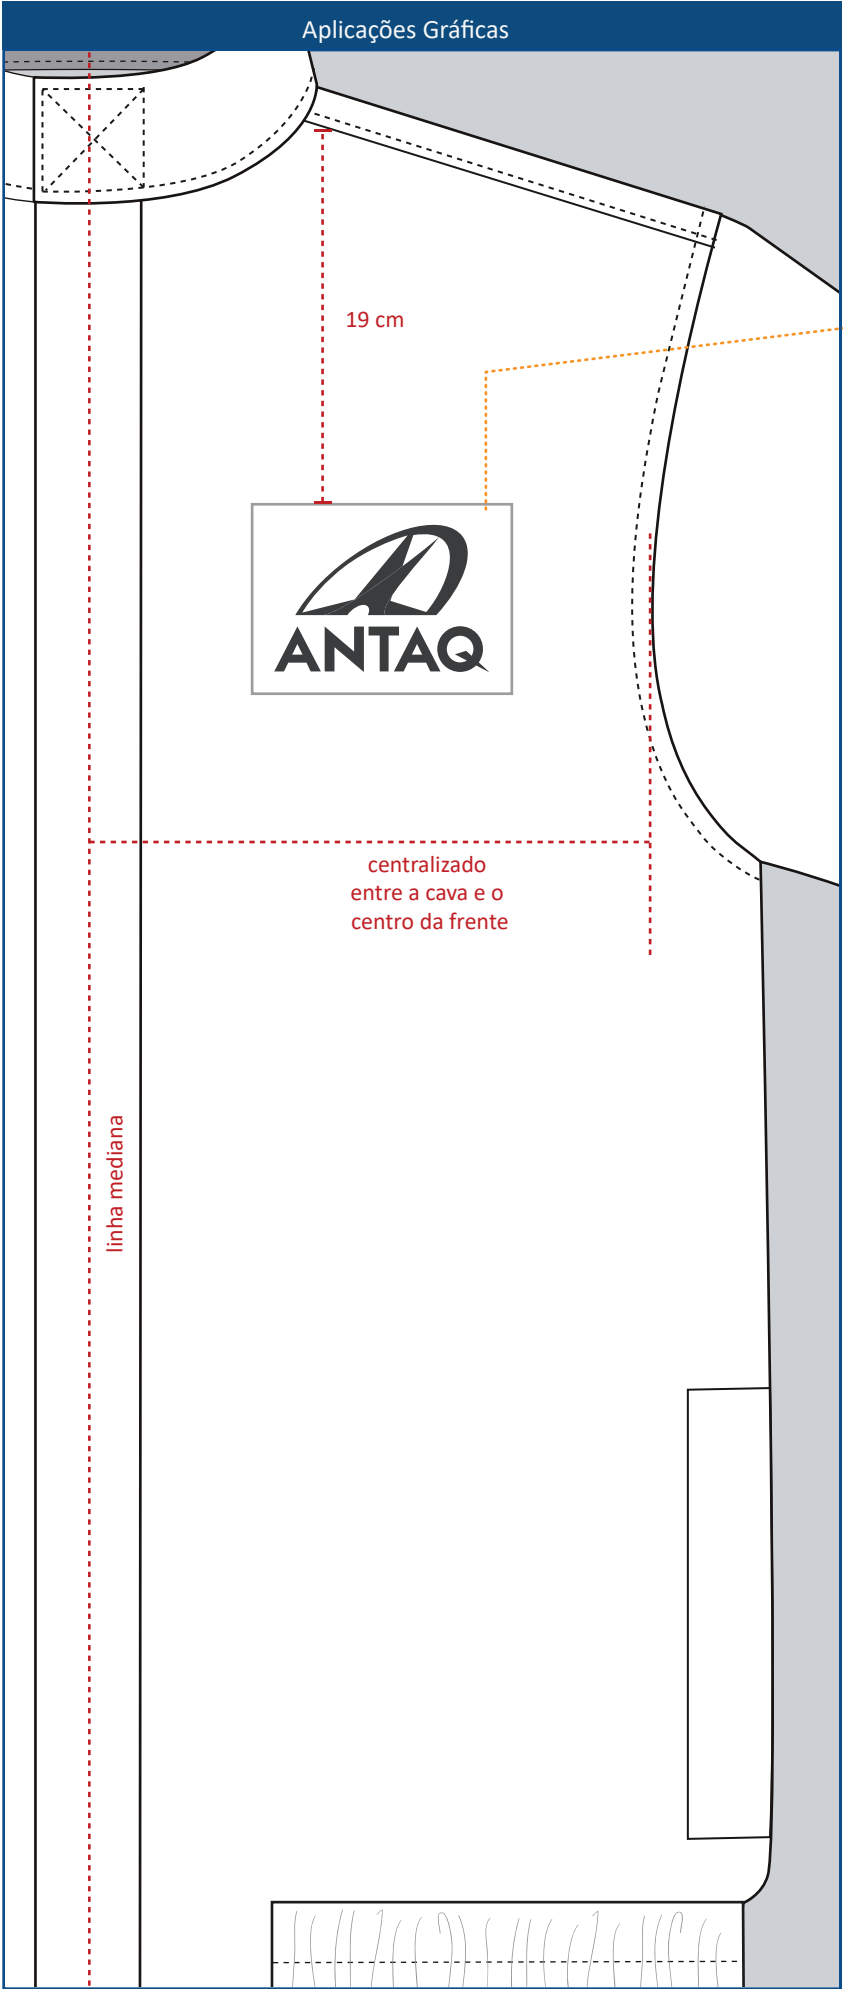 Aplicações Gráficas
19 cm
ANTAQ
centralizado
entre a cava e o
centro da frente
linha mediana